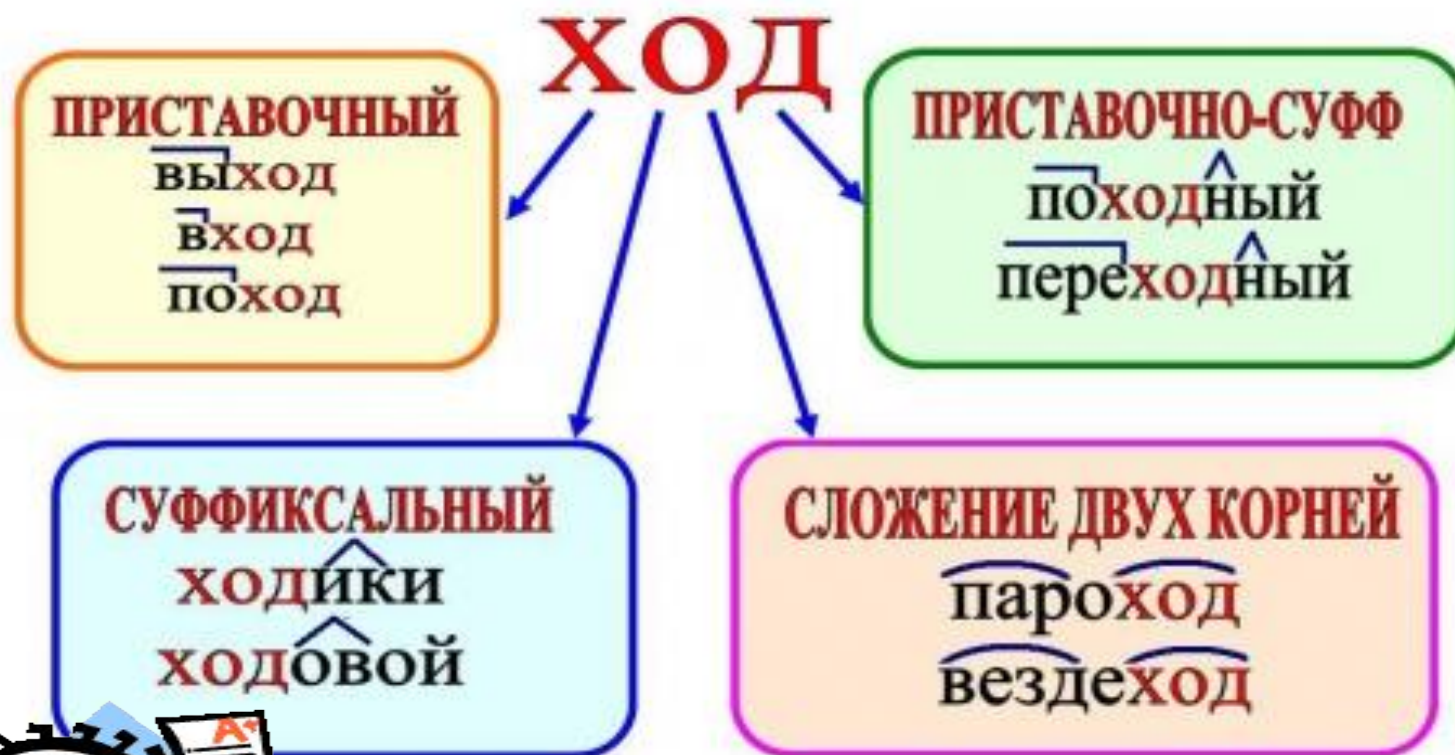 ХОД
ПРИСТАВОЧНЫЙ
выход
вход
поход
ПРИСТАВОЧНО-СУФФ
походный
переходный
СУФФИКСАЛЬНЫЙ
ходики
ходовой
СЛОЖЕНИЕ ДВУХ КОРНЕЙ
пароход
вездеход
A+